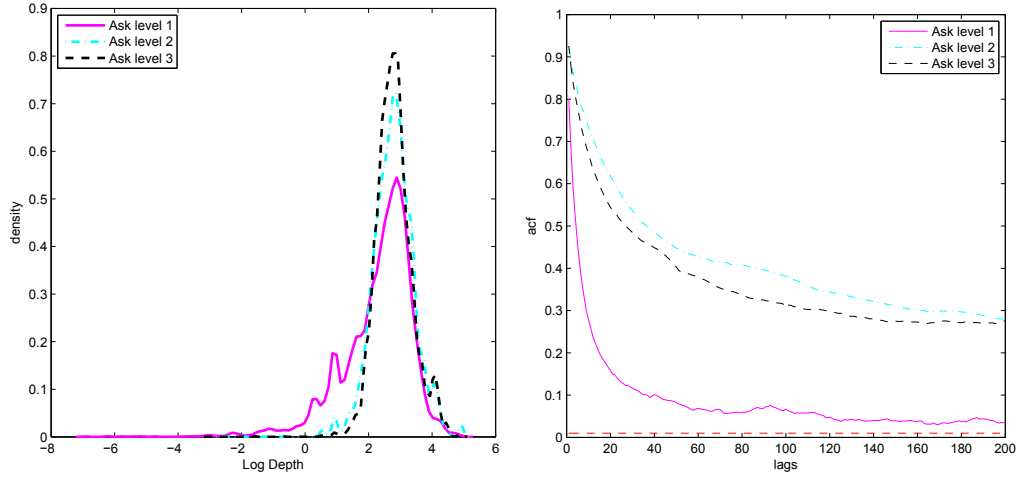 0.9
0.8
0.7
0.6
0.5
0.4
0.3
0.2
0.1
0
density
Ask level 1
Ask level 2
Ask level 3
−8 −6 −4 −2 0 2 4 6
Log Depth
1
0.9
0.8
0.7
0.6
0.5
0.4
0.3
0.2
0.1
0
acf
Ask level 1
Ask level 2
Ask level 3
0 20 40 60 80 100 120 140 160 180 200
lags